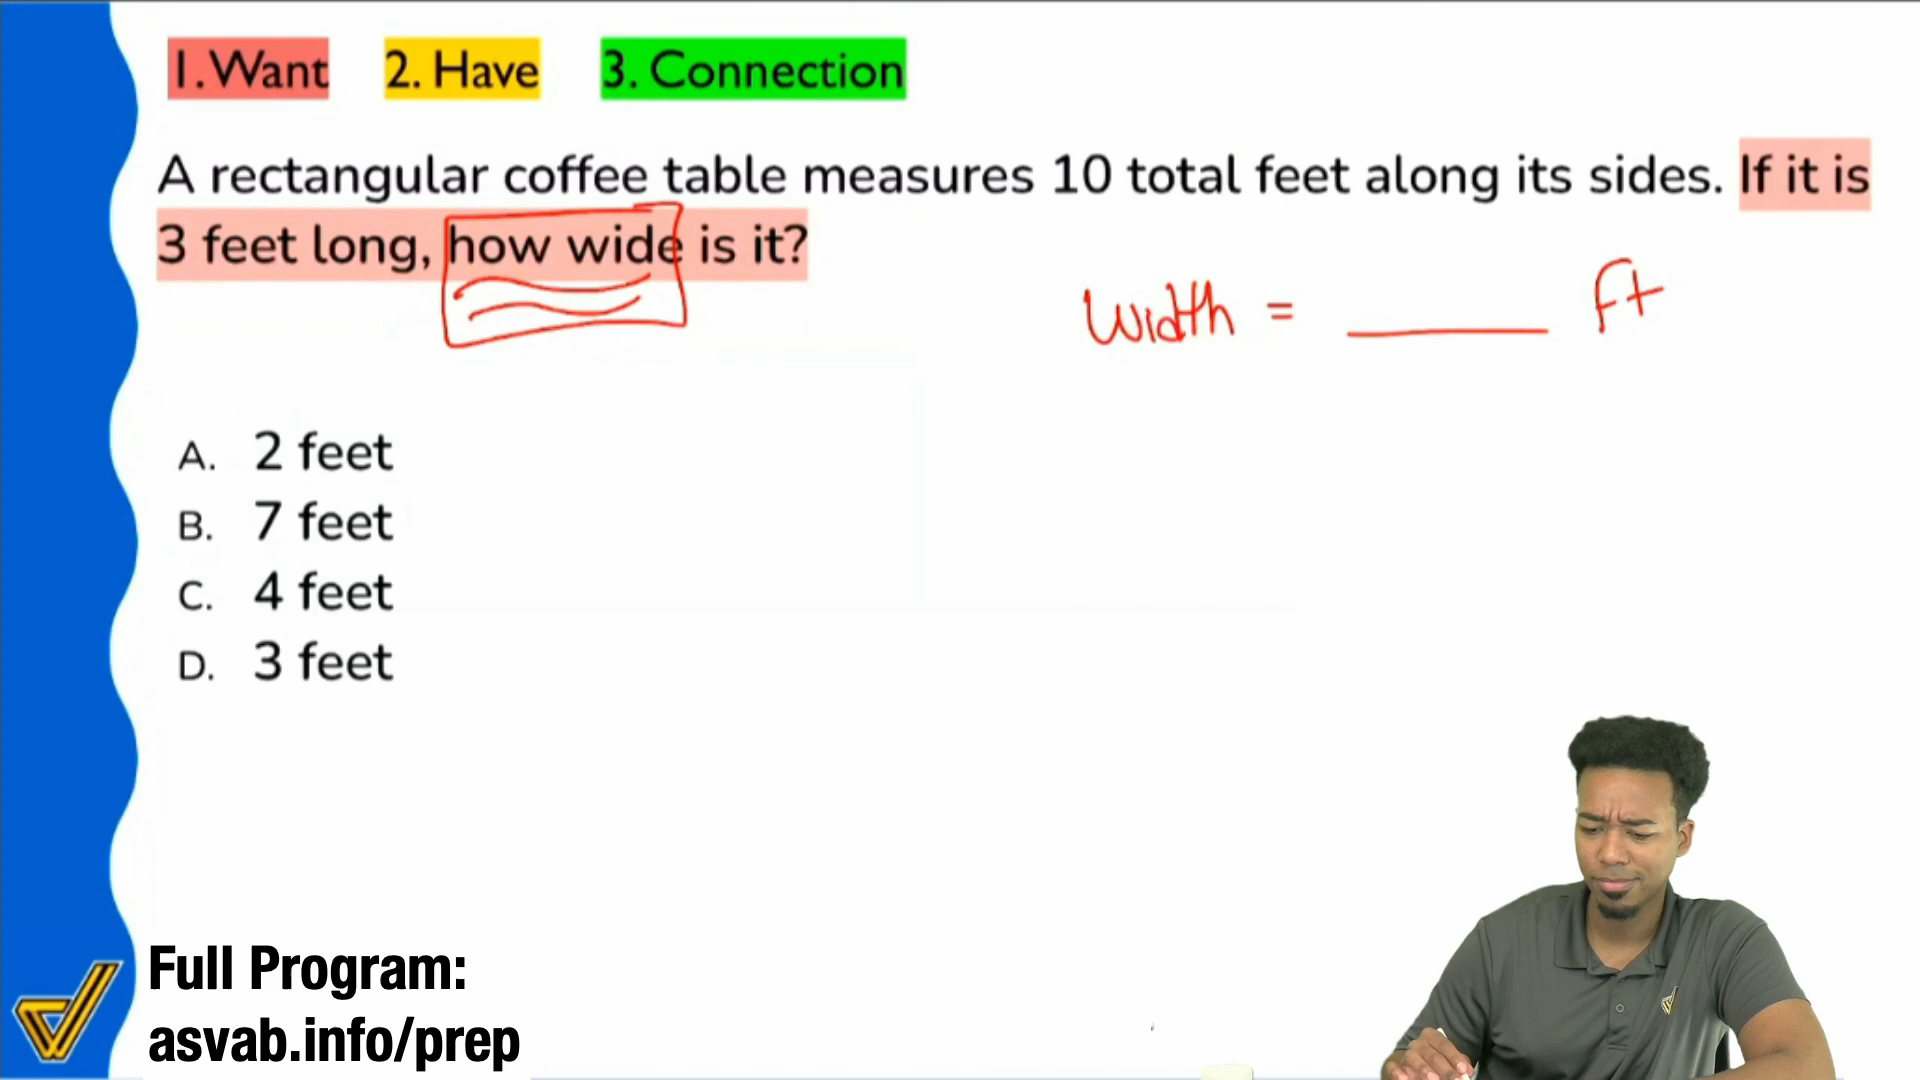 1. Want 2. Have 3. Connection
A rectangular coffee table measures 10 total feet along its sides. If it is
3 feet long, how wide is it?
Width = ______ ft
A. 2 feet
B. 7 feet
C. 4 feet
D. 3 feet
Full Program:
asvab.info/prep